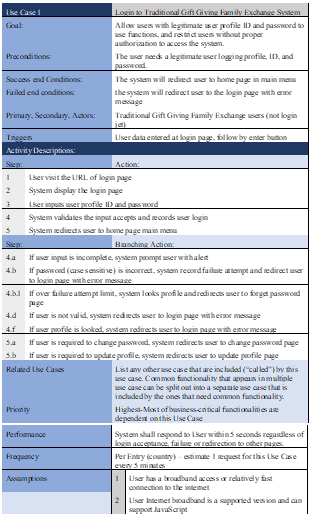 Use Case 1 Login to Traditional Gift Giving Family Exchange System
Goal: Allow users with legitimate user profile ID and password to
use functions, and restrict users without proper
authorization to access the system.
Preconditions: The user needs a legitimate user logging profile, ID, and
password.
Success end Conditions: The system will redirect user to home page in main menu
Failed end conditions: the system will redirect to the login page with error
message
Primary, Secondary, Actors: Traditional Gift Giving Family Exchange users (not login
jet)
Triggers User data entered at login page, follow by enter button
Activity Descriptions:
Step: Action:
1 User visit the URL of login page
2 System display the login page
3 User inputs user profile ID and password
4 System validates the input accepts and records user login
5 System redirects user to home page main menu
Step: Branching Action:
4.a If user input is incomplete, system prompt user with alert
4.b If password (case sensitive) is incorrect, system record failure attempt and redirect user
to login page with error message
4.b.1 If over failure attempt limit, system looks profile and redirects user to forget password
page
4.d If user is not valid, system redirects user to login page with error message
4.f If user profile is looked, system redirects user to login page with error message
5.a If user is required to change password, system redirect user to change password page
5.b If user is required to update profile, system redirect user to update profile page
Related Use Cases List any other use case that are included ("called") by this
use case. Common functionality that appears in multiple
use case can be split out into a separate use case that is
included by the ones that need common functionality.
Priority Highest-Most of business-critical functionalities are
dependent on this Use Case
Performance System shall respond to User within 5 seconds regardless of
login acceptance, failure or redirection to other pages.
Frequency Per Entry (country) – estimate 1 request for this Use Case
every 5 minutes
Assumptions 1 User has a broadband access or relatively fast
connection to the internet
2 User Internet broadband is a supported version and can
support JavaScript